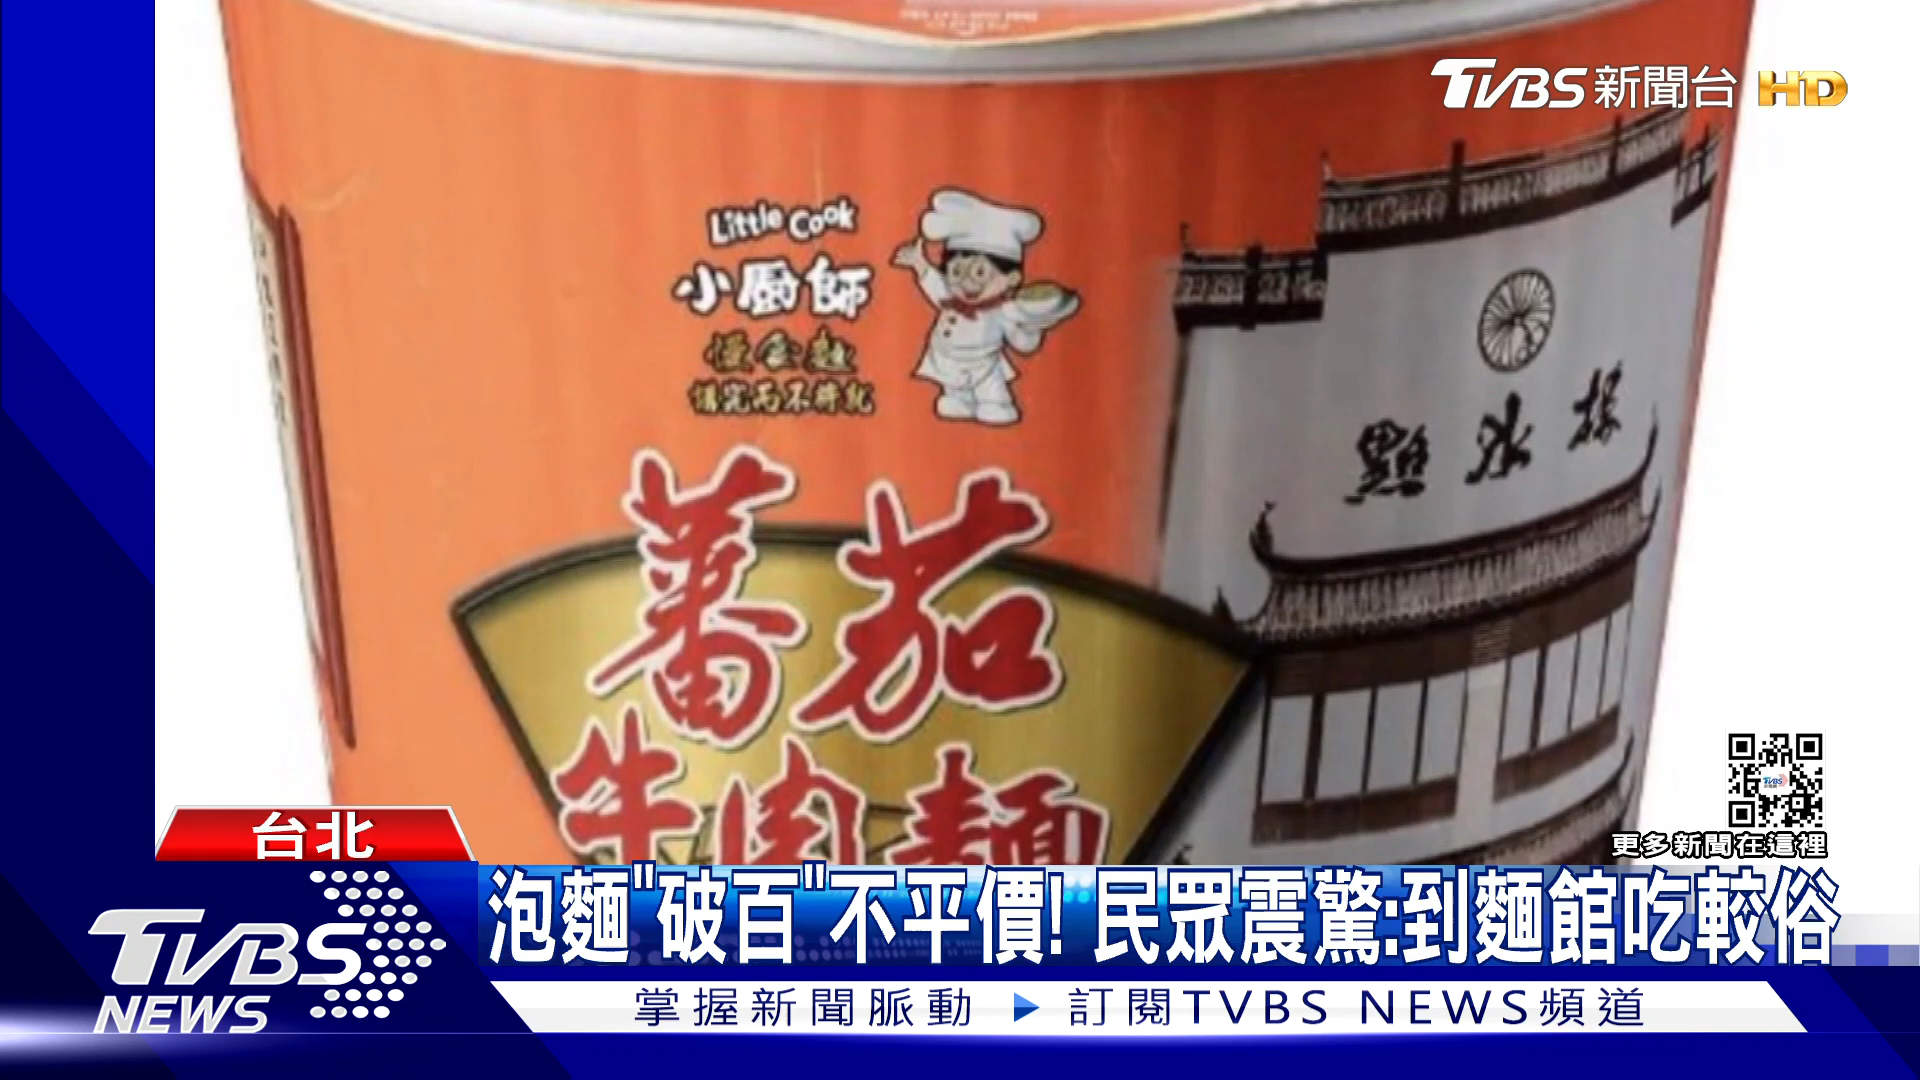 TVBS新聞台 HD
Little Cook
小厨師
慢食麵
講究而不將就
點水樓
蕃茄
牛肉麵
更多新聞在這裡
台北
泡麵"破百"不平價! 民眾震驚:到麵館吃較俗
TVBS
NEWS
掌握新聞脈動 ▶ 訂閱TVBS NEWS頻道